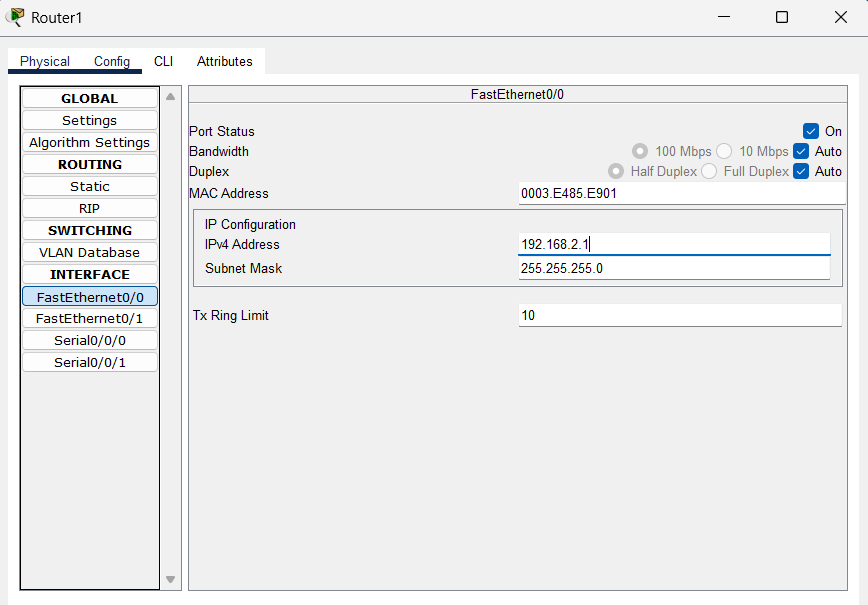 Router1
Physical Config CLI Attributes
GLOBAL
Settings
Algorithm Settings
ROUTING
Static
RIP
SWITCHING
VLAN Database
INTERFACE
FastEthernet0/0
FastEthernet0/1
Serial0/0/0
Serial0/0/1
FastEthernet0/0
Port Status On
Bandwidth 100 Mbps 10 Mbps Auto
Duplex Half Duplex Full Duplex Auto
MAC Address 0003.E485.E901
IP Configuration
IPv4 Address 192.168.2.1
Subnet Mask 255.255.255.0
Tx Ring Limit 10